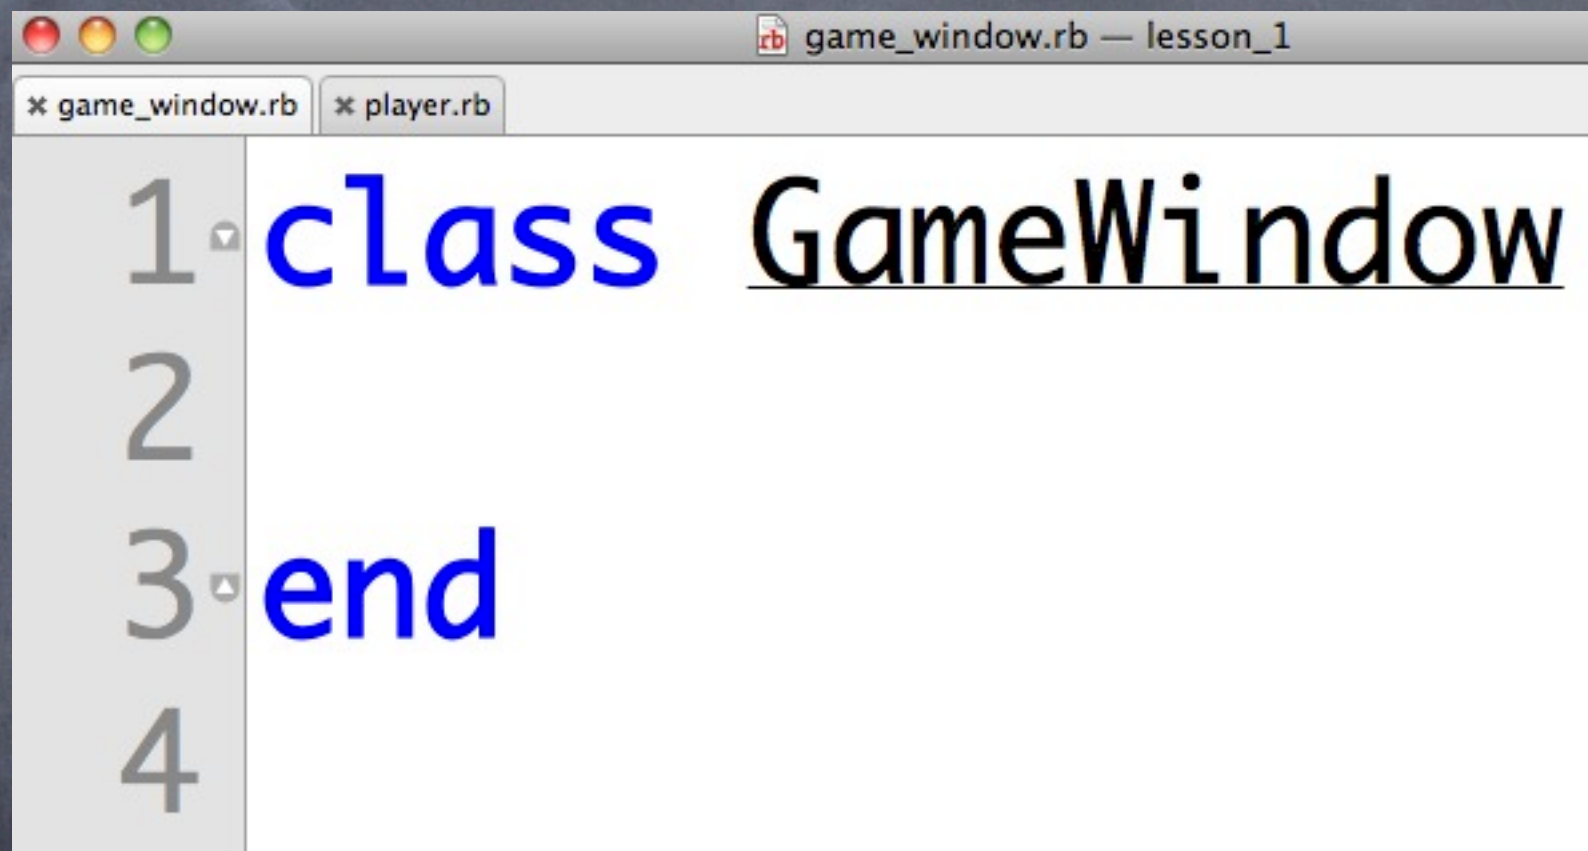 game_window.rb — lesson_1
game_window.rb player.rb
1 class GameWindow
2
3 end
4